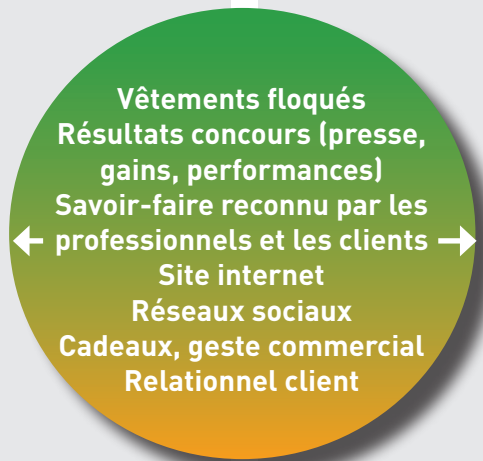 Vêtements floqués
Résultats concours (presse,
gains, performances)
Savoir-faire reconnu par les
professionnels et les clients
Site internet
Réseaux sociaux
Cadeaux, geste commercial
Relationnel client